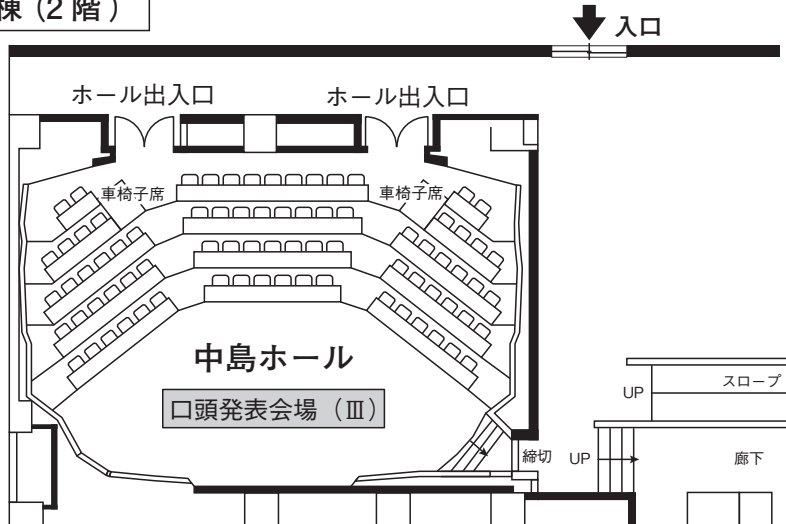 棟（2 階 ）
入口
ホール出入口
ホール出入口
車椅子席
車椅子席
中島ホール
口頭発表会場（Ⅲ）
スロープ
UP
締切
UP
廊下